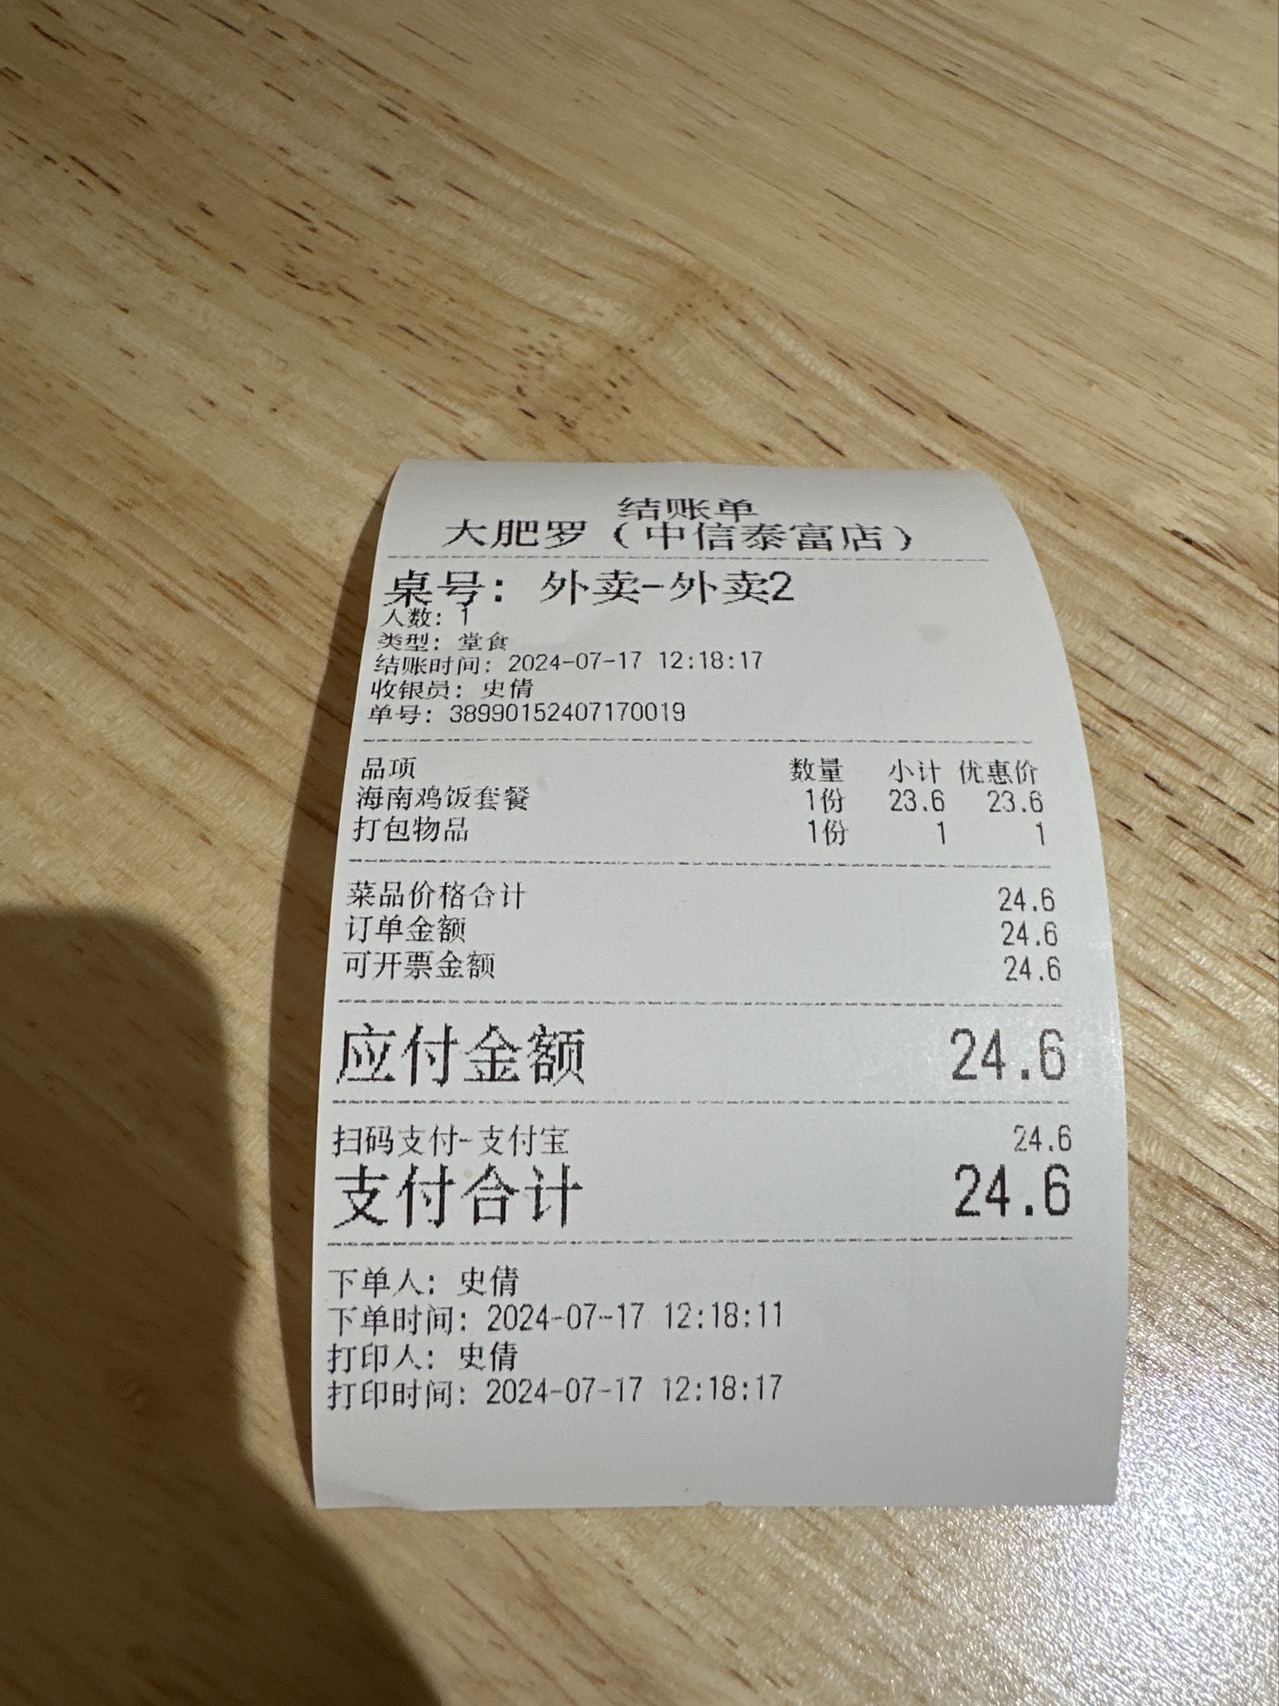 结账单
大肥罗（中信泰富店）
桌号：外卖-外卖2
人数：1
类型：堂食
结账时间：2024-07-17 12:18:17
收银员：史倩
单号：38990152407170019
品项 数量 小计 优惠价
海南鸡饭套餐 1份 23.6 23.6
打包物品 1份 1 1
菜品价格合计 24.6
订单金额 24.6
可开票金额 24.6
应付金额 24.6
扫码支付-支付宝 24.6
支付合计 24.6
下单人：史倩
下单时间：2024-07-17 12:18:11
打印人：史倩
打印时间：2024-07-17 12:18:17